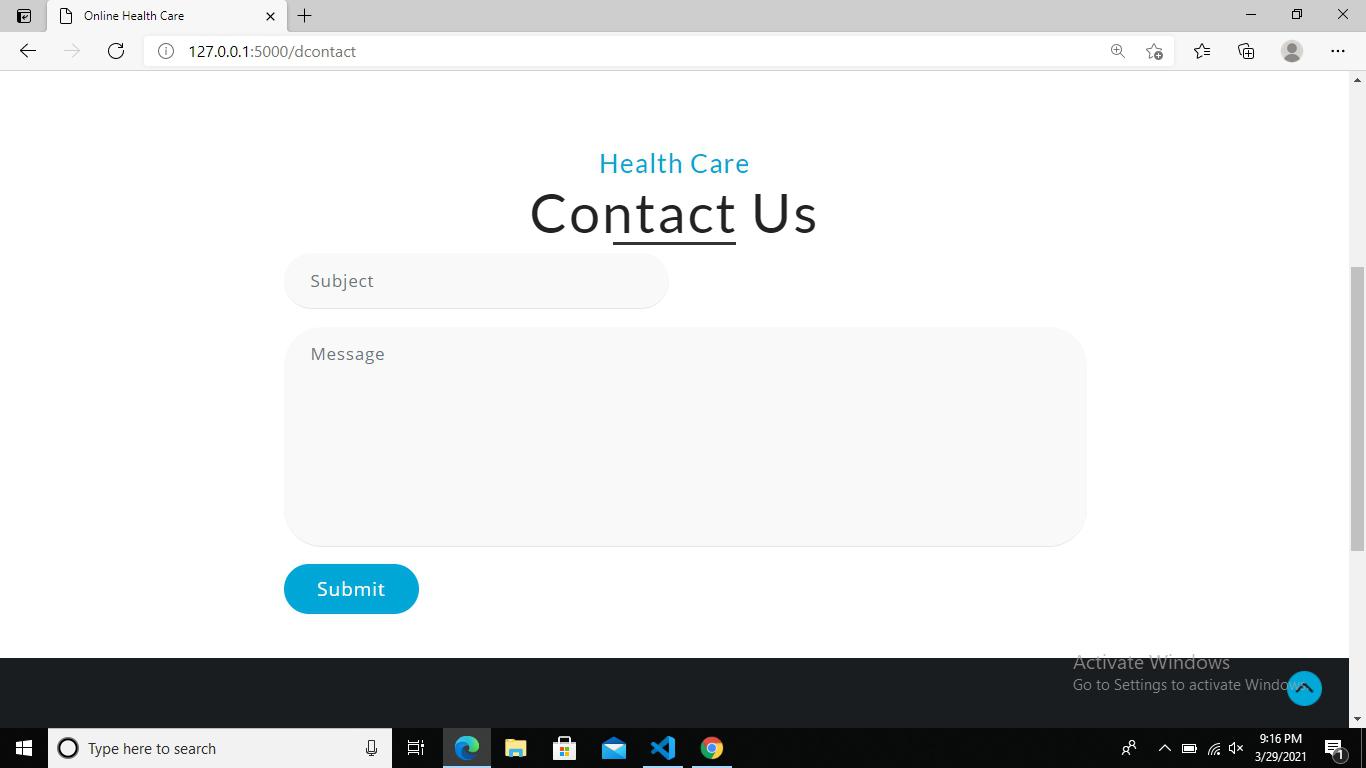 Online Health Care
127.0.0.1:5000/dcontact
Health Care
Contact Us
Subject
Message
Submit
Activate Windows
Go to Settings to activate Windows.
Type here to search
9:16 PM
3/29/2021
1